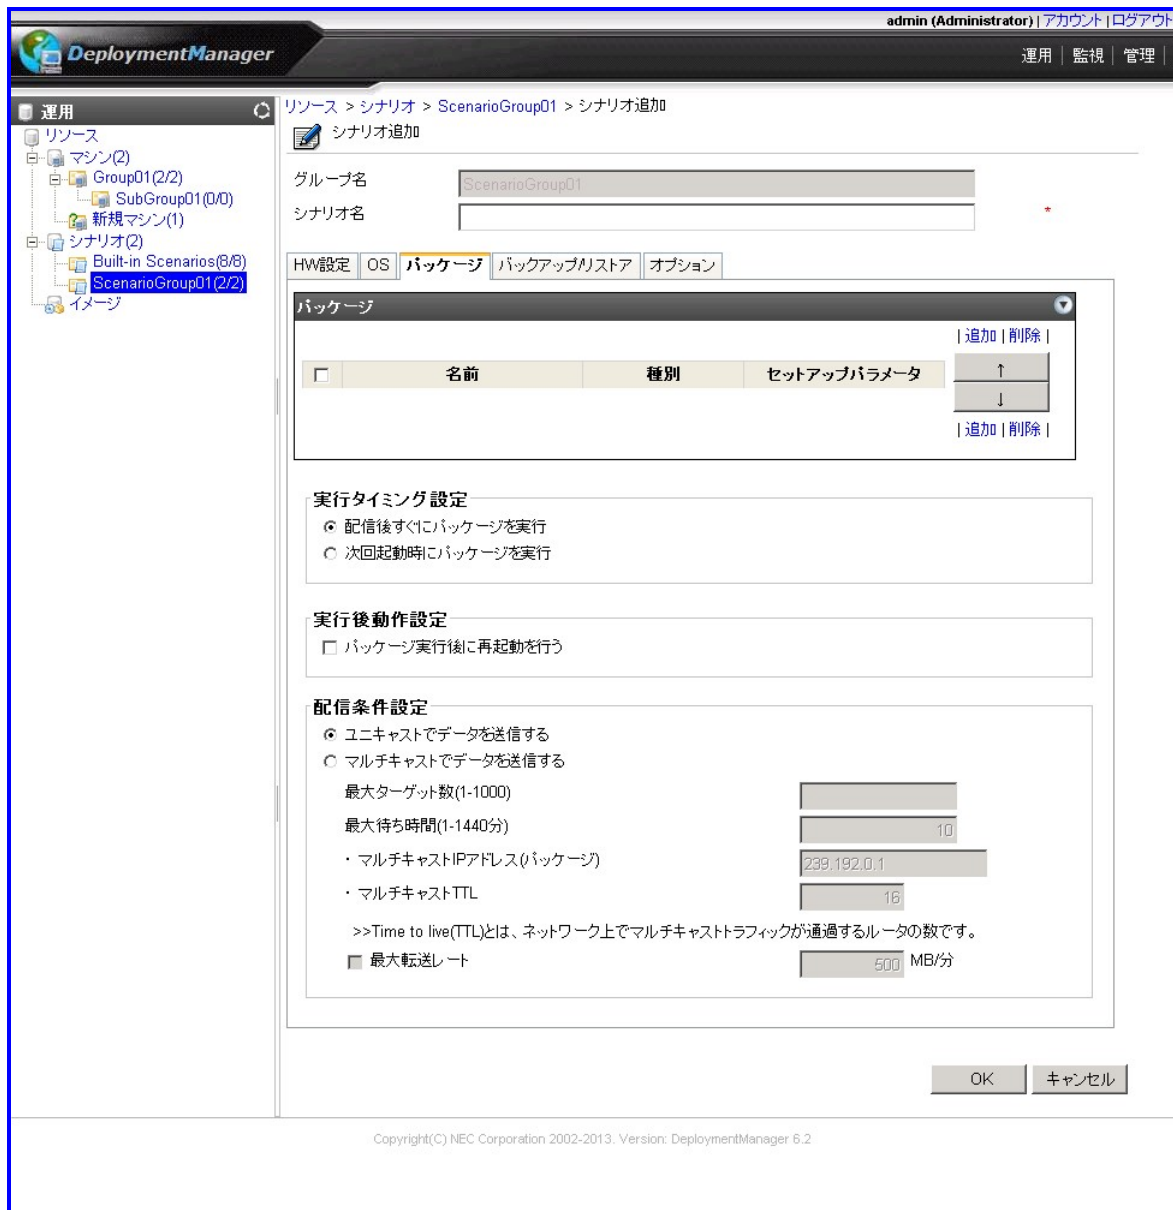 admin (Administrator) | アカウント | ログアウト
DeploymentManager
運用 | 監視 | 管理 |
運用
リソース
マシン(2)
Group01(2/2)
SubGroup01(0/0)
新規マシン(1)
シナリオ(2)
Built-in Scenarios(8/8)
ScenarioGroup01(2/2)
イメージ
リソース > シナリオ > ScenarioGroup01 > シナリオ追加
シナリオ追加
グループ名 ScenarioGroup01
シナリオ名 *
HW設定 OS パッケージ バックアップ/リストア オプション
パッケージ
| 追加 | 削除 |
名前 種別 セットアップパラメータ ↑
↓
| 追加 | 削除 |
実行タイミング設定
配信後すぐにパッケージを実行
次回起動時にパッケージを実行
実行後動作設定
パッケージ実行後に再起動を行う
配信条件設定
ユニキャストでデータを送信する
マルチキャストでデータを送信する
最大ターゲット数(1-1000)
最大待ち時間(1-1440分) 10
・マルチキャストIPアドレス(パッケージ) 239.192.0.1
・マルチキャストTTL 16
>>Time to live(TTL)とは、ネットワーク上でマルチキャストトラフィックが通過するルータの数です。
最大転送レート 500 MB/分
OK キャンセル
Copyright(C) NEC Corporation 2002-2013. Version: DeploymentManager 6.2